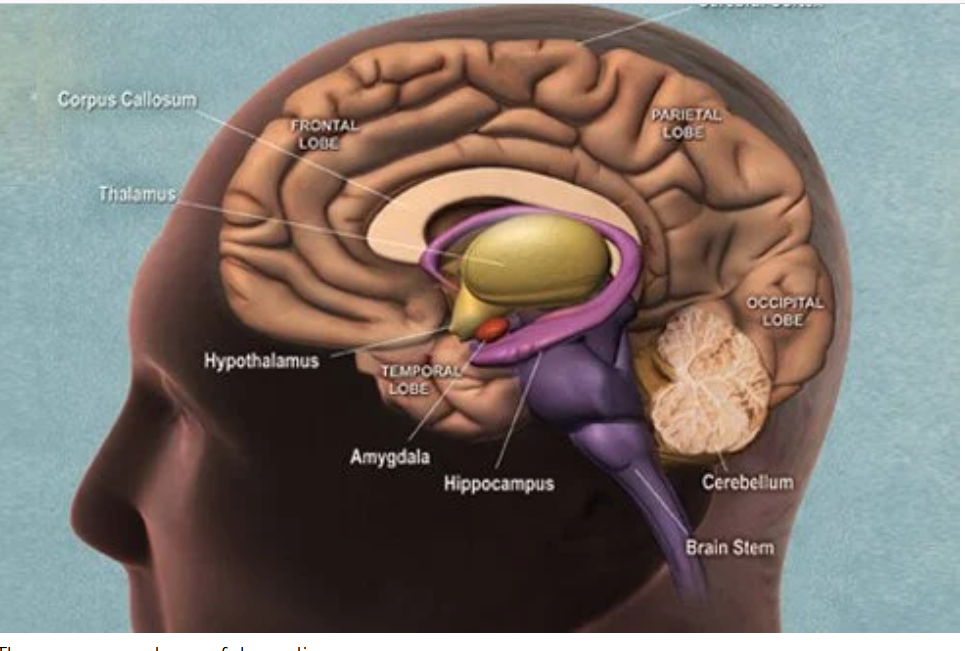 Corpus Callosum
FRONTAL
LOBE
PARIETAL
LOBE
Thalamus
OCCIPITAL
LOBE
Hypothalamus
TEMPORAL
LOBE
Amygdala
Hippocampus
Cerebellum
Brain Stem